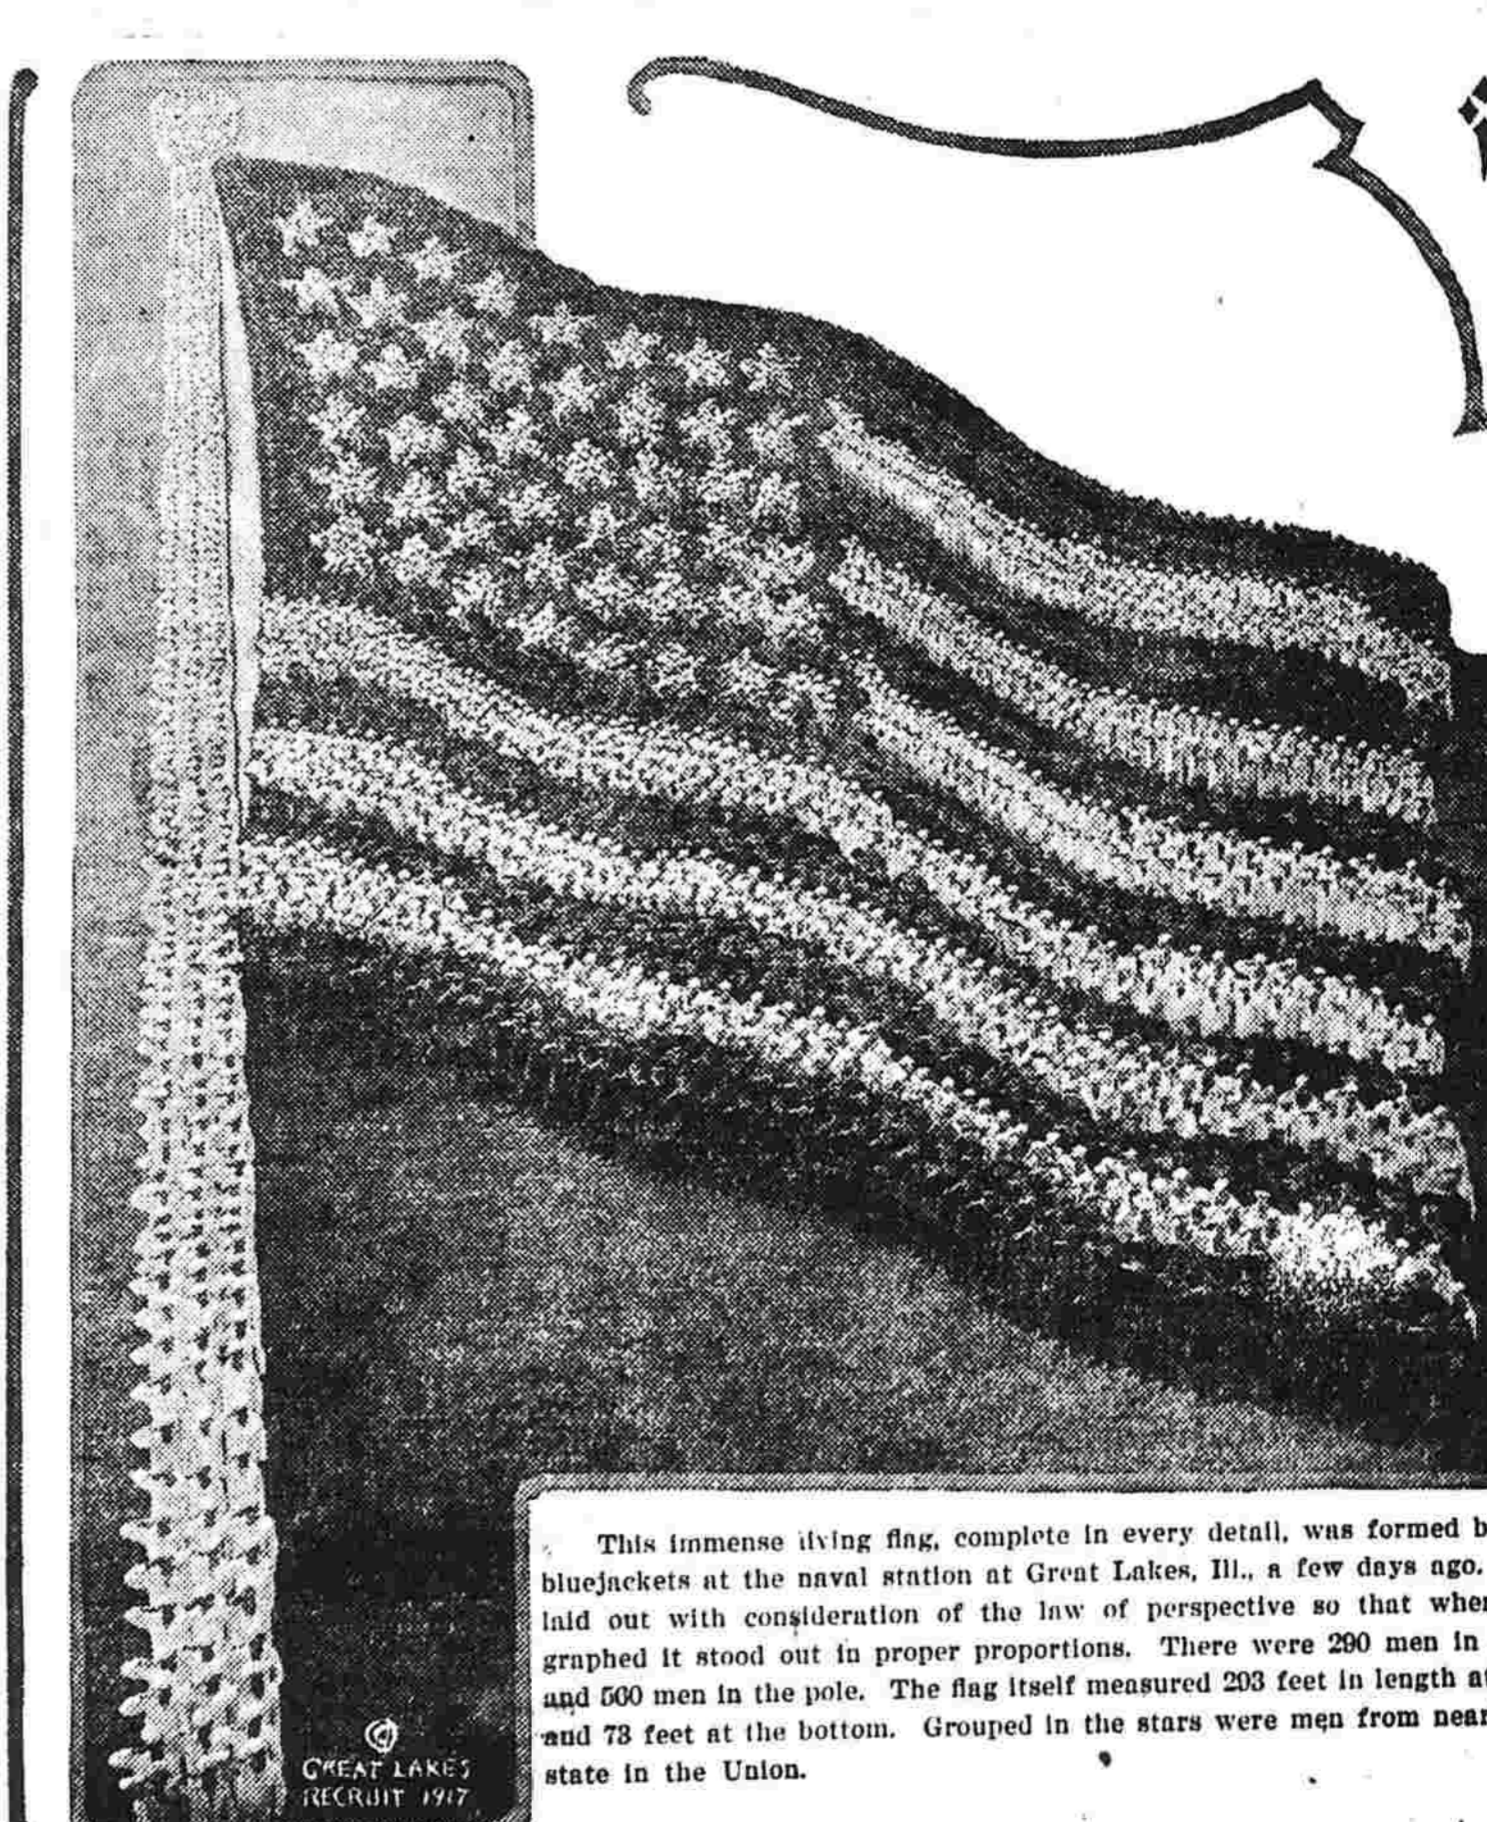 This immense living flag, complete in every detail, was formed b
bluejackets at the naval station at Great Lakes, Ill., a few days ago.
laid out with consideration of the law of perspective so that when
graphed it stood out in proper proportions. There were 290 men in
and 560 men in the pole. The flag itself measured 293 feet in length at
and 73 feet at the bottom. Grouped in the stars were men from near
state in the Union.
©
GREAT LAKES
RECRUIT 1917